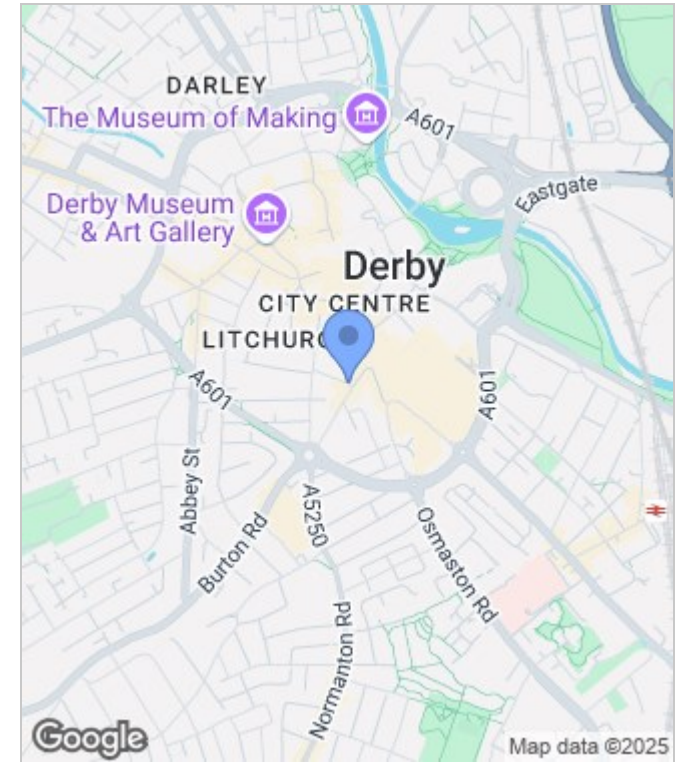 DARLEY
The Museum of Making
A601
Eastgate
Derby Museum
& Art Gallery
Derby
CITY CENTRE
A601
A601
Abbey St
Burton Rd
A5250
Osmaston Rd
Normanton Rd
Google
Map data ©2025